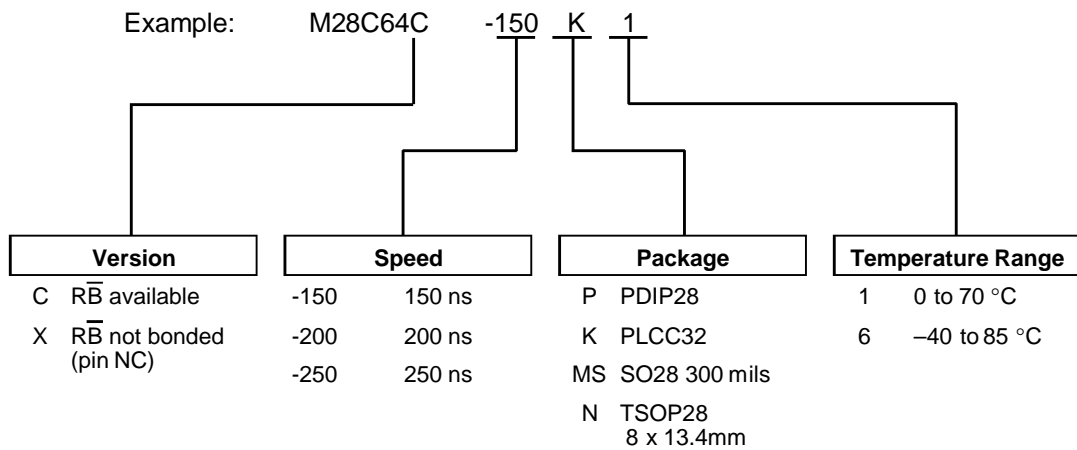 Example: M28C64C -150 K 1
Version
C RB̅ available
X RB̅ not bonded
(pin NC)
Speed
-150 150 ns
-200 200 ns
-250 250 ns
Package
P PDIP28
K PLCC32
MS SO28 300 mils
N TSOP28
8 x 13.4mm
Temperature Range
1 0 to 70 °C
6 –40 to 85 °C